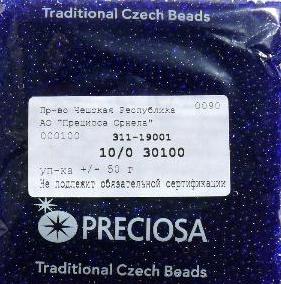 Traditional Czech Beads
Пр-во Чешская Республика 0090
АО "Прециоса Орнела"
000100 311-19001
10/0 30100
уп-ка +/- 50 г
Не подлежит обязательной сертификации
PRECIOSA
Traditional Czech Beads